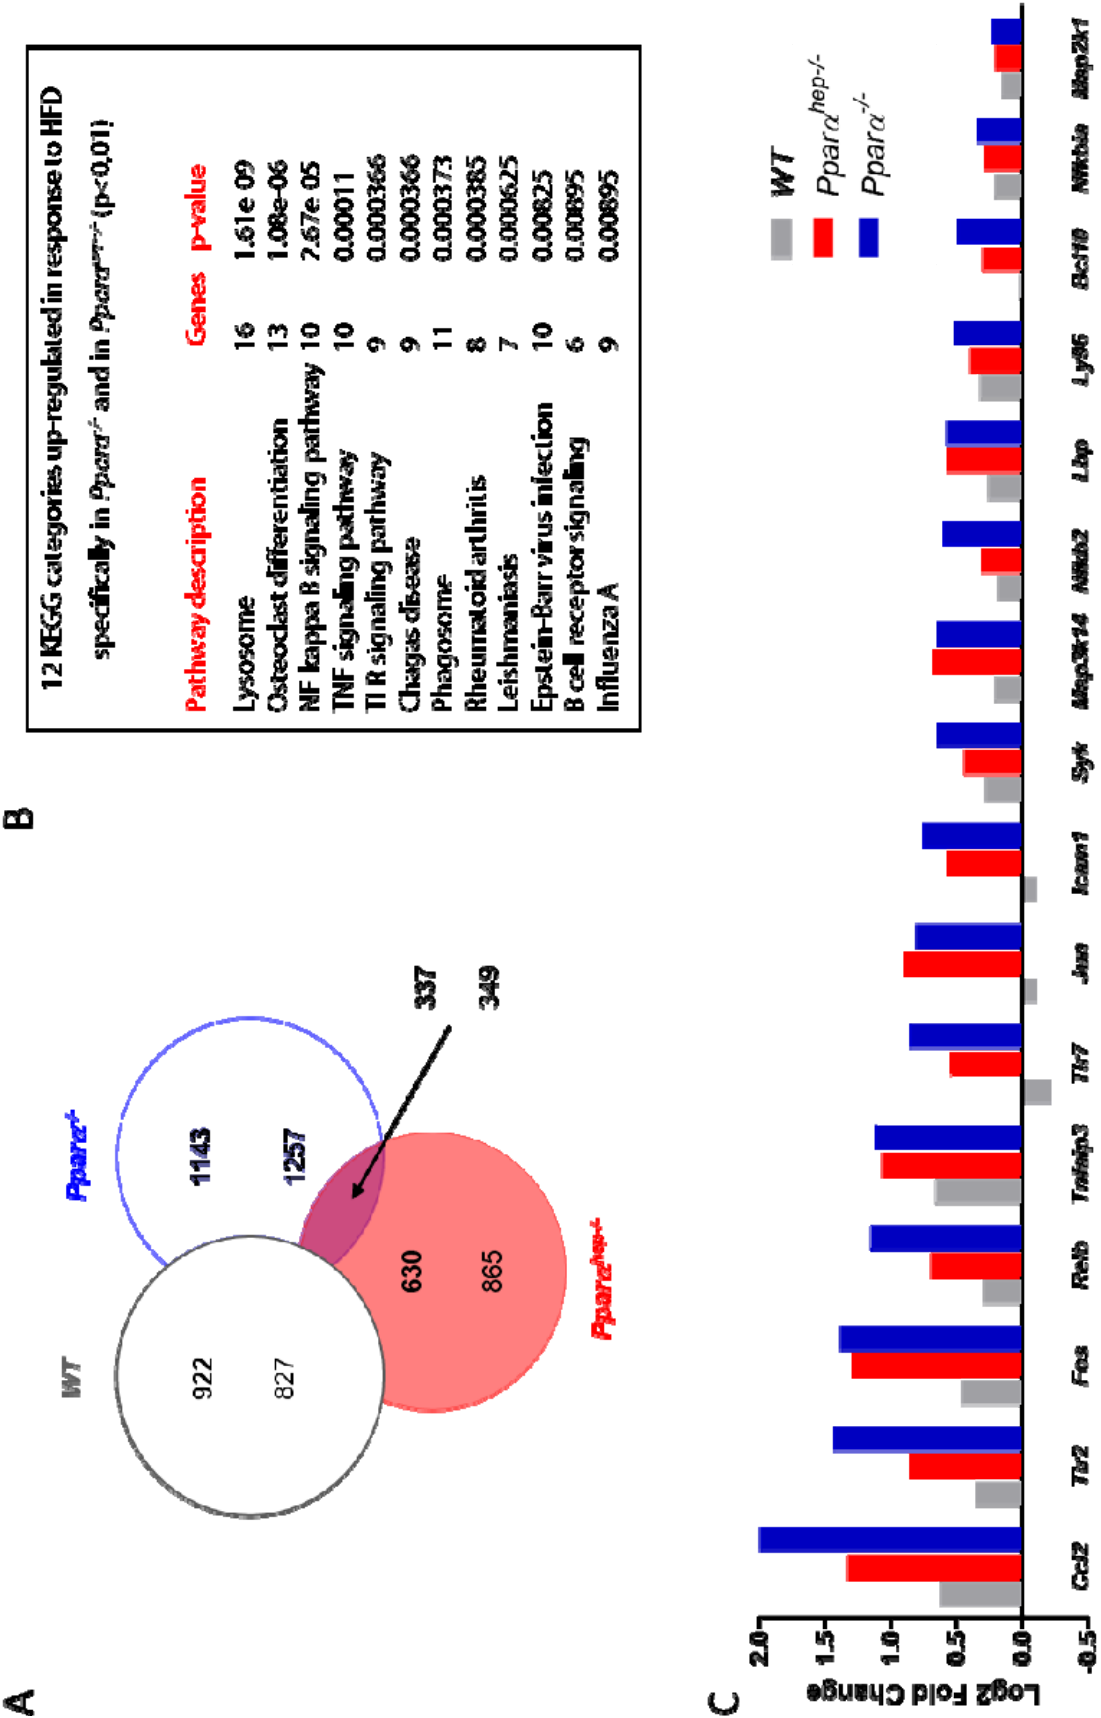 A
WT
Pparα-/-
922
827
1143
1257
630
865
337
349
Pparαhep-/-
B
12 KEGG categories up-regulated in response to HFD
specifically in Pparα-/- and in Pparαhep-/- (p<0,01)
Pathway description Genes p-value
Lysosome 16 1.61e 09
Osteoclast differentiation 13 1.08e-06
NF kappa B signaling pathway 10 2.67e 05
TNF signaling pathway 10 0.00011
TLR signaling pathway 9 0.000366
Chagas disease 9 0.000366
Phagosome 11 0.000373
Rheumatoid arthritis 8 0.000385
Leishmaniasis 7 0.000625
Epstein-Barr virus infection 10 0.00825
B cell receptor signaling 6 0.00895
Influenza A 9 0.00895
C
Log2 Fold Change
2.0
1.5
1.0
0.5
0.0
-0.5
WT
Pparαhep-/-
Pparα-/-
Ccl2 Tlr2 Fos Relb Tnfaip3 Tlr7 Jun Icam1 Syk Map3k14 Nfkb2 Lbp Ly96 Bcl10 Nfkbia Map2k1